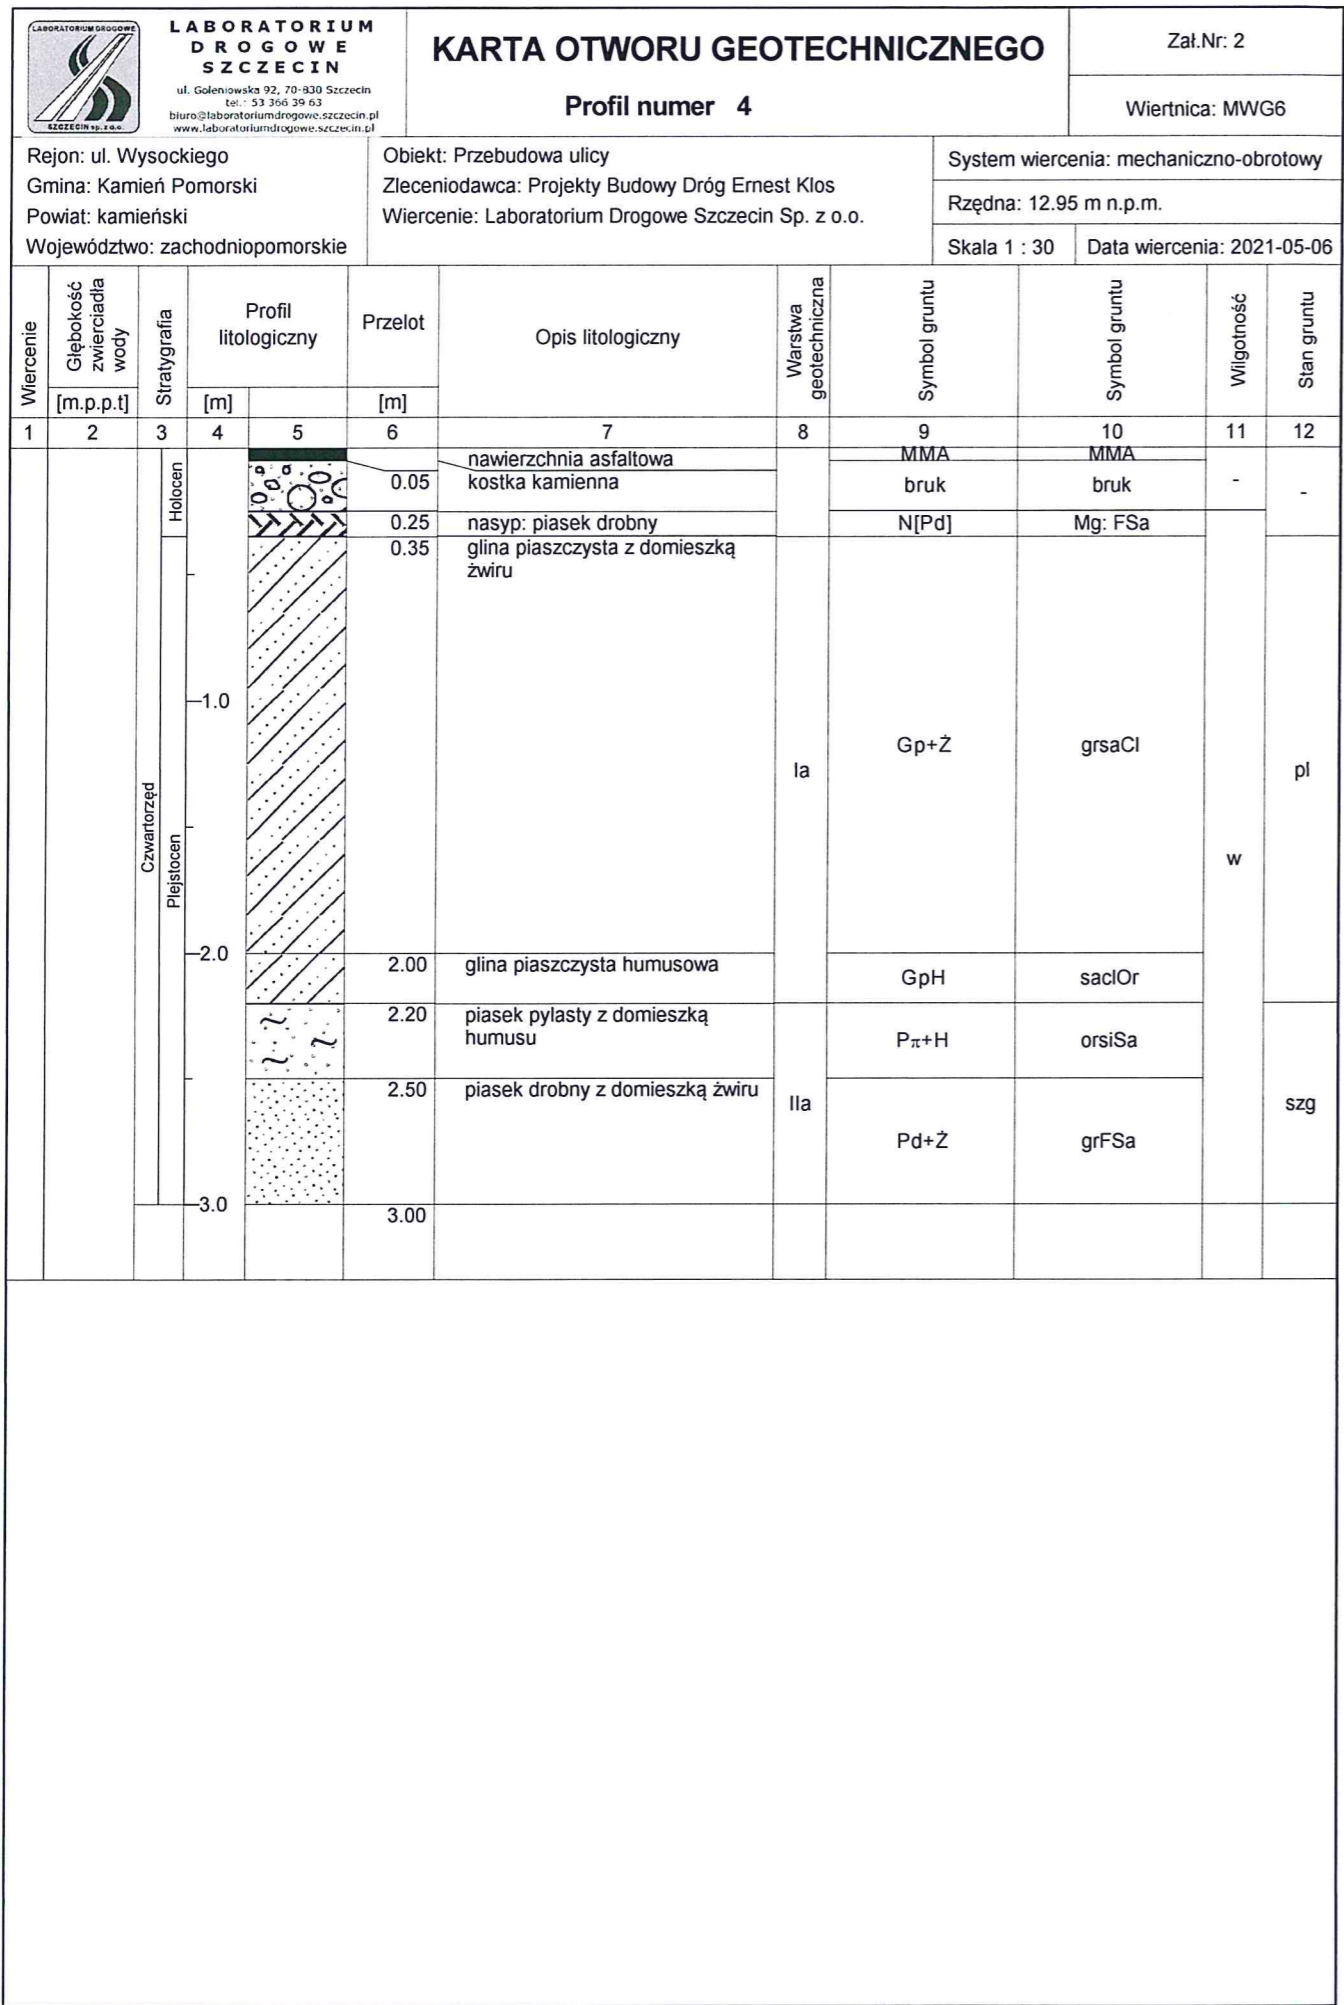 LABORATORIUM DROGOWE
SZCZECIN sp. z o.o.
LABORATORIUM
DROGOWE
SZCZECIN
ul. Goleniowska 92, 70-830 Szczecin
tel.: 53 366 39 63
biuro@laboratoriumdrogowe.szczecin.pl
www.laboratoriumdrogowe.szczecin.pl
KARTA OTWORU GEOTECHNICZNEGO
Profil numer 4
Zał.Nr: 2
Wiertnica: MWG6
Rejon: ul. Wysockiego
Gmina: Kamień Pomorski
Powiat: kamieński
Województwo: zachodniopomorskie
Obiekt: Przebudowa ulicy
Zleceniodawca: Projekty Budowy Dróg Ernest Klos
Wiercenie: Laboratorium Drogowe Szczecin Sp. z o.o.
System wiercenia: mechaniczno-obrotowy
Rzędna: 12.95 m n.p.m.
Skala 1 : 30 Data wiercenia: 2021-05-06
Wiercenie
Głębokość
zwierciadła
wody
[m.p.p.t]
Stratygrafia
Profil
litologiczny
[m]
Przelot
[m]
Opis litologiczny
Warstwa
geotechniczna
Symbol gruntu
Symbol gruntu
Wilgotność
Stan gruntu
1 2 3 4 5 6 7 8 9 10 11 12
Czwartorzęd
Holocen
Plejstocen
nawierzchnia asfaltowa MMA MMA
0.05 kostka kamienna bruk bruk - -
0.25 nasyp: piasek drobny N[Pd] Mg: FSa
0.35 glina piaszczysta z domieszką
żwiru
1.0
Gp+Ż grsaCl
Ia pl
w
2.0
2.00 glina piaszczysta humusowa GpH saclOr
2.20 piasek pylasty z domieszką
humusu
Pπ+H orsiSa
2.50 piasek drobny z domieszką żwiru
IIa szg
Pd+Ż grFSa
3.0
3.00